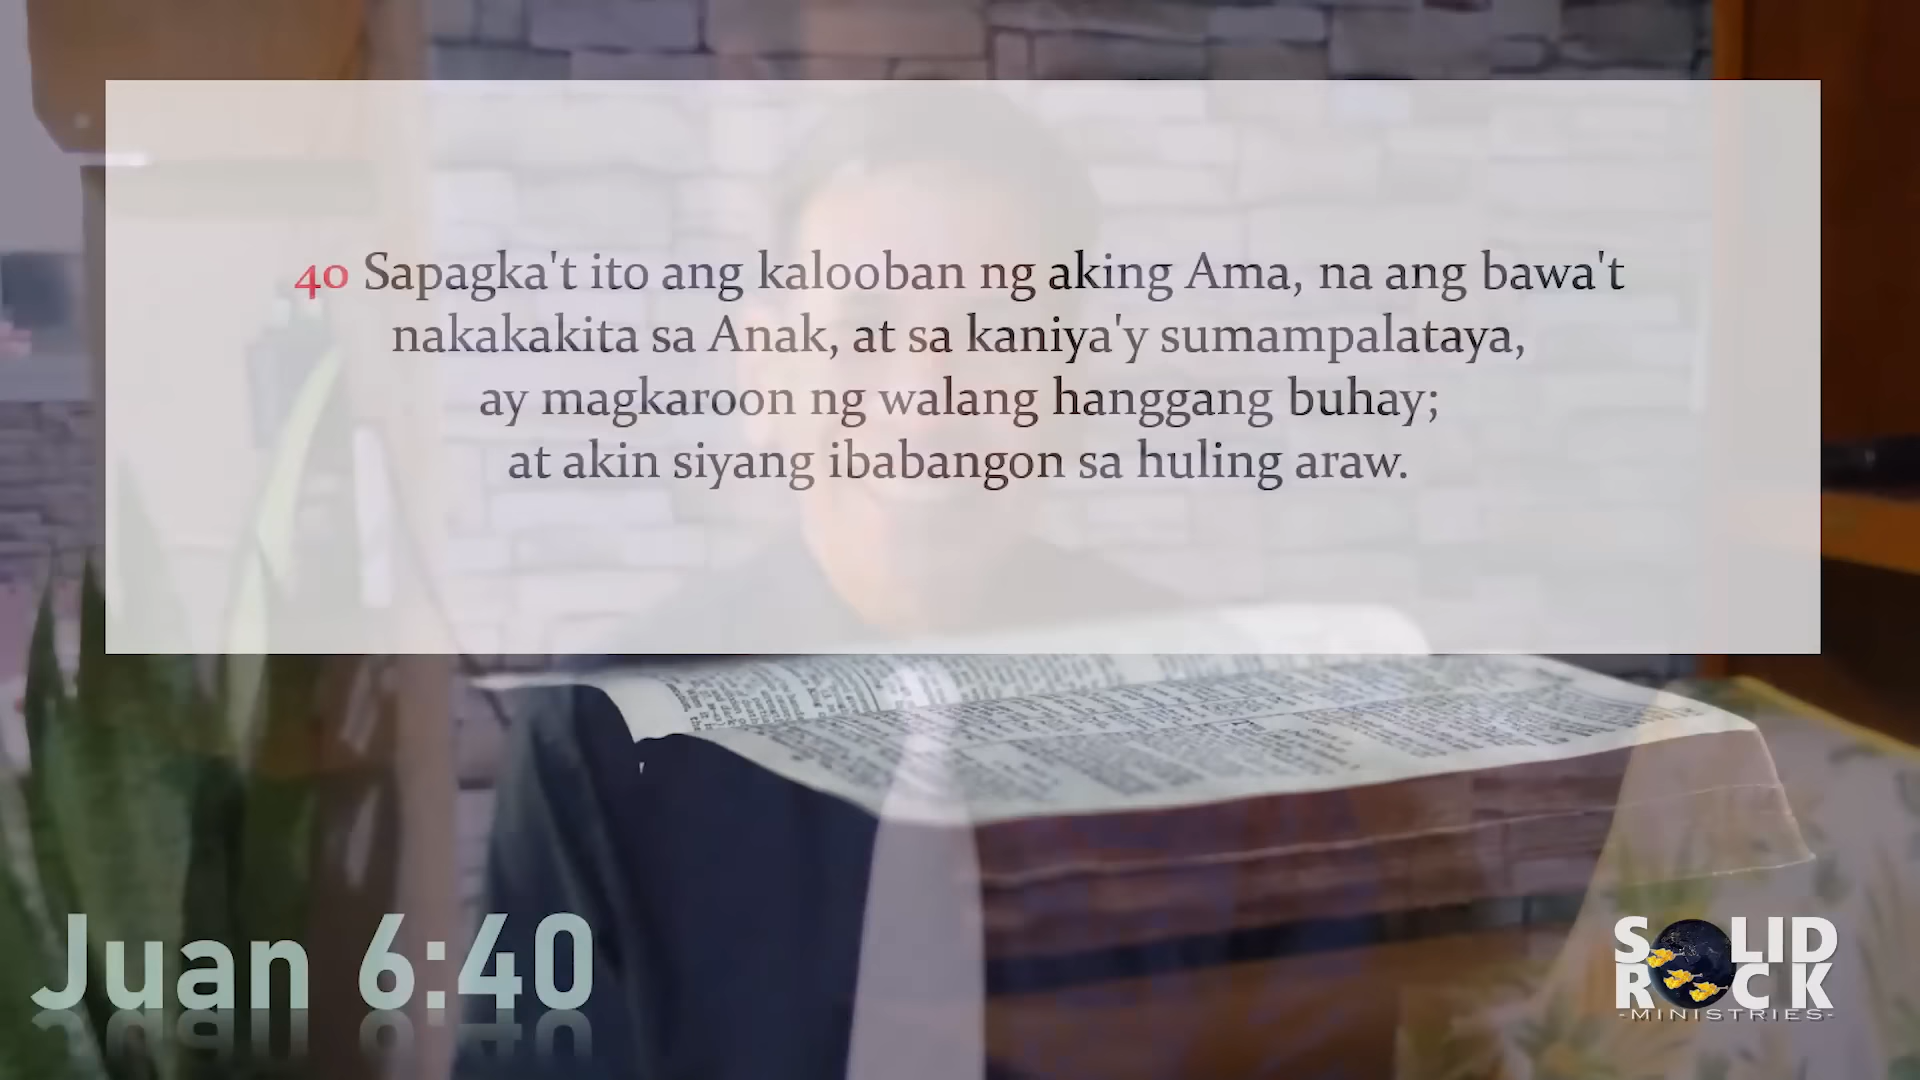 40 Sapagka't ito ang kalooban ng aking Ama, na ang bawa't
nakakakita sa Anak, at sa kaniya'y sumampalataya,
ay magkaroon ng walang hanggang buhay;
at akin siyang ibabangon sa huling araw.
Juan 6:40
SOLID
ROCK
-MINISTRIES-